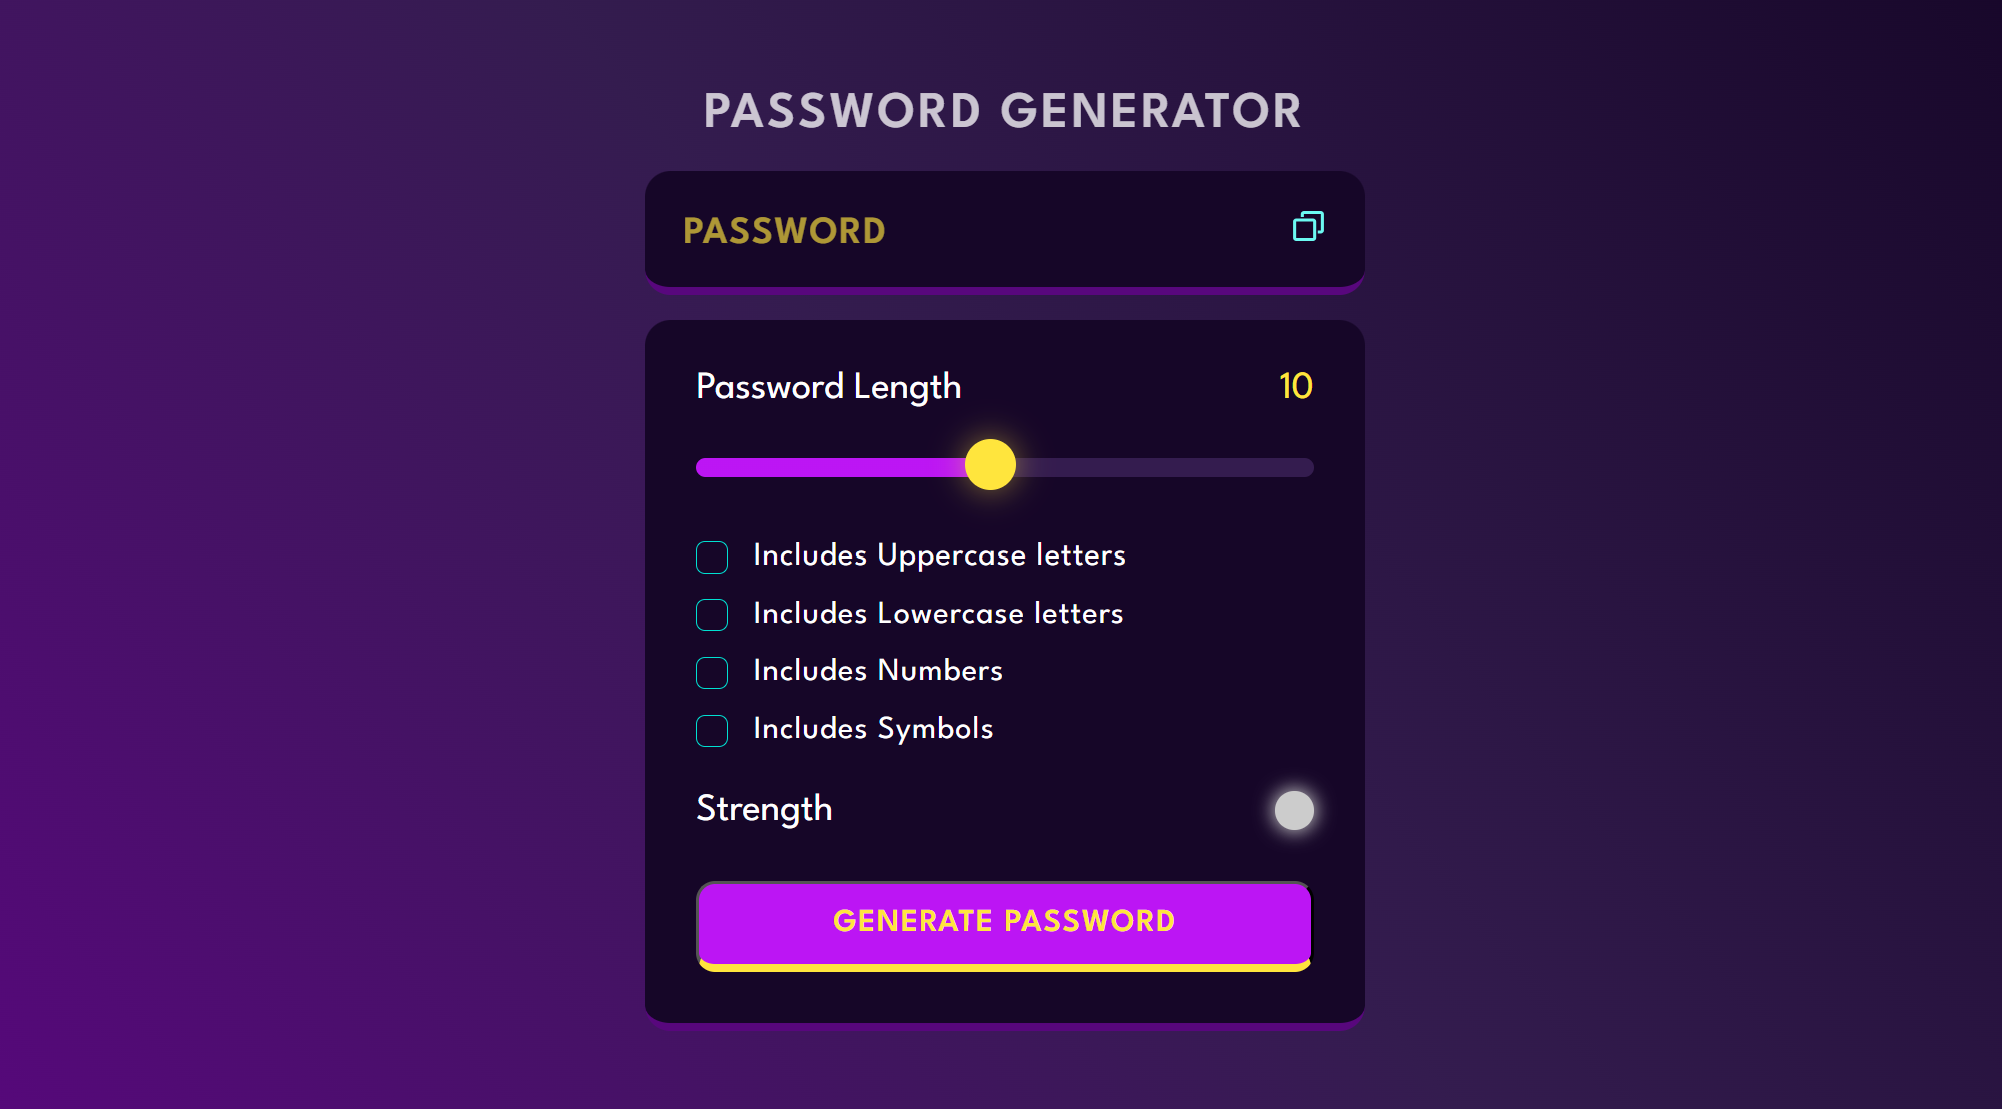 PASSWORD GENERATOR
PASSWORD
Password Length 10
Includes Uppercase letters
Includes Lowercase letters
Includes Numbers
Includes Symbols
Strength
GENERATE PASSWORD